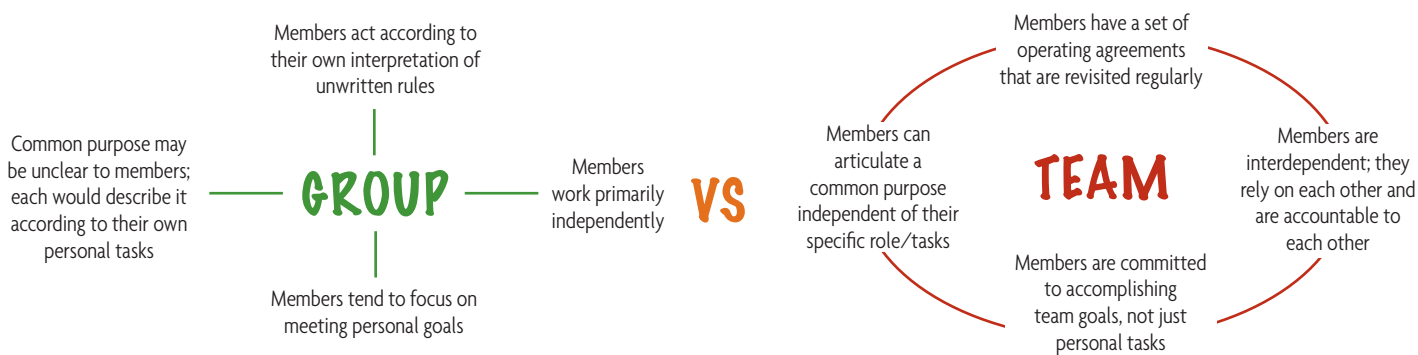 Members act according to
their own interpretation of
unwritten rules
Common purpose may
be unclear to members;
each would describe it
according to their own
personal tasks
GROUP
Members
work primarily
independently
Members tend to focus on
meeting personal goals
VS
Members have a set of
operating agreements
that are revisited regularly
Members can
articulate a
common purpose
independent of their
specific role/tasks
TEAM
Members are
interdependent; they
rely on each other and
are accountable to
each other
Members are committed
to accomplishing
team goals, not just
personal tasks